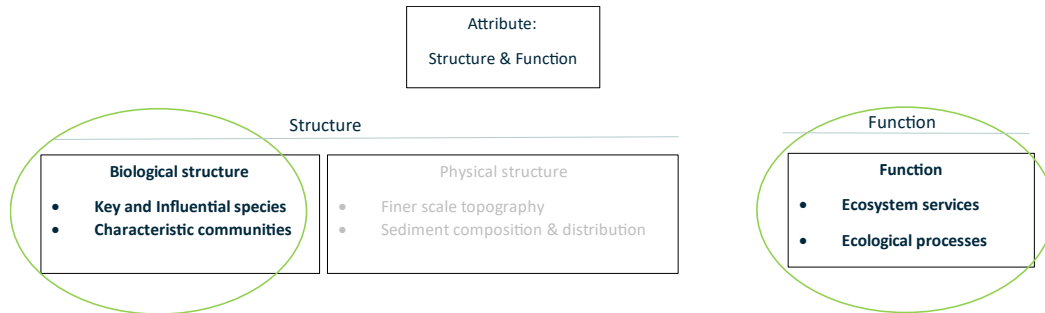 Attribute:
Structure & Function
Structure
Function
Biological structure
• Key and Influential species
• Characteristic communities
Physical structure
• Finer scale topography
• Sediment composition & distribution
Function
• Ecosystem services
• Ecological processes